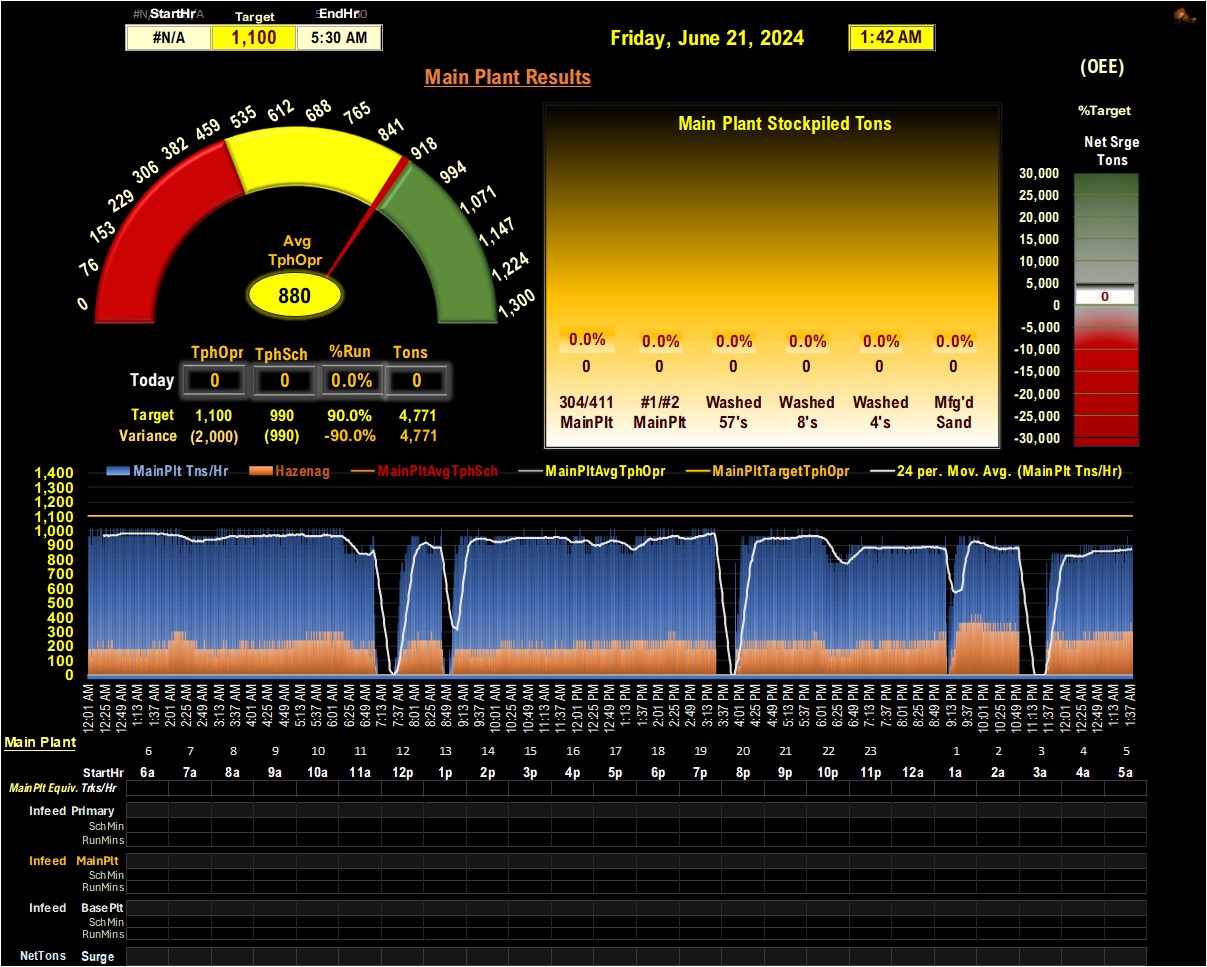 StartHr Target EndHr
#N/A 1,100 5:30 AM
Friday, June 21, 2024 1:42 AM
(OEE)
Main Plant Results
%Target
Net Srge
Tons
0
76
153
229
306
382
459
535
612
688
765
841
918
994
1,071
1,147
1,224
1,300
Avg
TphOpr
880
Main Plant Stockpiled Tons
0.0% 0.0% 0.0% 0.0% 0.0% 0.0%
0 0 0 0 0 0
304/411 #1/#2 Washed Washed Washed Mfg'd
MainPlt MainPlt 57's 8's 4's Sand
30,000
25,000
20,000
15,000
10,000
5,000
0
0
-5,000
-10,000
-15,000
-20,000
-25,000
-30,000
TphOpr TphSch %Run Tons
Today 0 0 0.0% 0
Target 1,100 990 90.0% 4,771
Variance (2,000) (990) -90.0% 4,771
MainPlt Tns/Hr Hazenag MainPltAvgTphSch MainPltAvgTphOpr MainPltTargetTphOpr 24 per. Mov. Avg. (MainPlt Tns/Hr)
1,400
1,300
1,200
1,100
1,000
900
800
700
600
500
400
300
200
100
0
12:01 AM
12:25 AM
12:49 AM
1:13 AM
1:37 AM
2:01 AM
2:25 AM
2:49 AM
3:13 AM
3:37 AM
4:01 AM
4:25 AM
4:49 AM
5:13 AM
5:37 AM
6:01 AM
6:25 AM
6:49 AM
7:13 AM
7:37 AM
8:01 AM
8:25 AM
8:49 AM
9:13 AM
9:37 AM
10:01 AM
10:25 AM
10:49 AM
11:13 AM
11:37 AM
12:01 PM
12:25 PM
12:49 PM
1:13 PM
1:37 PM
2:01 PM
2:25 PM
2:49 PM
3:13 PM
3:37 PM
4:01 PM
4:25 PM
4:49 PM
5:13 PM
5:37 PM
6:01 PM
6:25 PM
6:49 PM
7:13 PM
7:37 PM
8:01 PM
8:25 PM
8:49 PM
9:13 PM
9:37 PM
10:01 PM
10:25 PM
10:49 PM
11:13 PM
11:37 PM
12:01 AM
12:25 AM
12:49 AM
1:13 AM
1:37 AM
Main Plant
6 7 8 9 10 11 12 13 14 15 16 17 18 19 20 21 22 23 1 2 3 4 5
StartHr 6a 7a 8a 9a 10a 11a 12p 1p 2p 3p 4p 5p 6p 7p 8p 9p 10p 11p 12a 1a 2a 3a 4a 5a
MainPlt Equiv. Trks/Hr
Infeed Primary
SchMin
RunMins
Infeed MainPlt
SchMin
RunMins
Infeed BasePlt
SchMin
RunMins
NetTons Surge